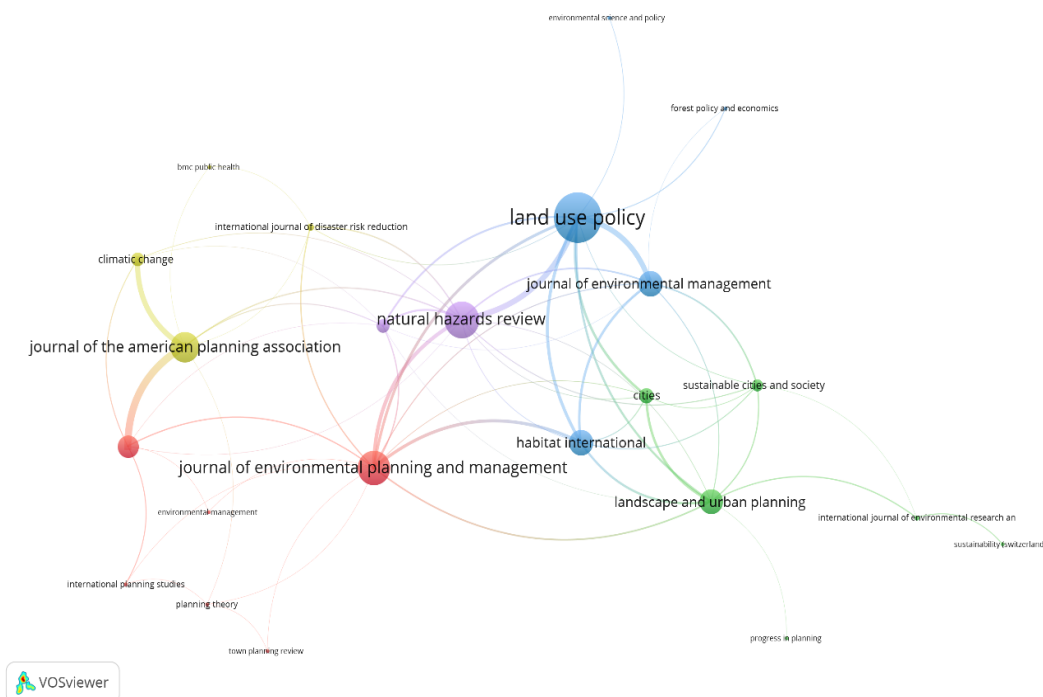 environmental science and policy
forest policy and economics
bmc public health
land use policy
international journal of disaster risk reduction
climatic change
journal of environmental management
natural hazards review
journal of the american planning association
sustainable cities and society
cities
habitat international
journal of environmental planning and management
landscape and urban planning
environmental management
international journal of environmental research an
sustainability (switzerland
international planning studies
planning theory
progress in planning
town planning review
VOSviewer